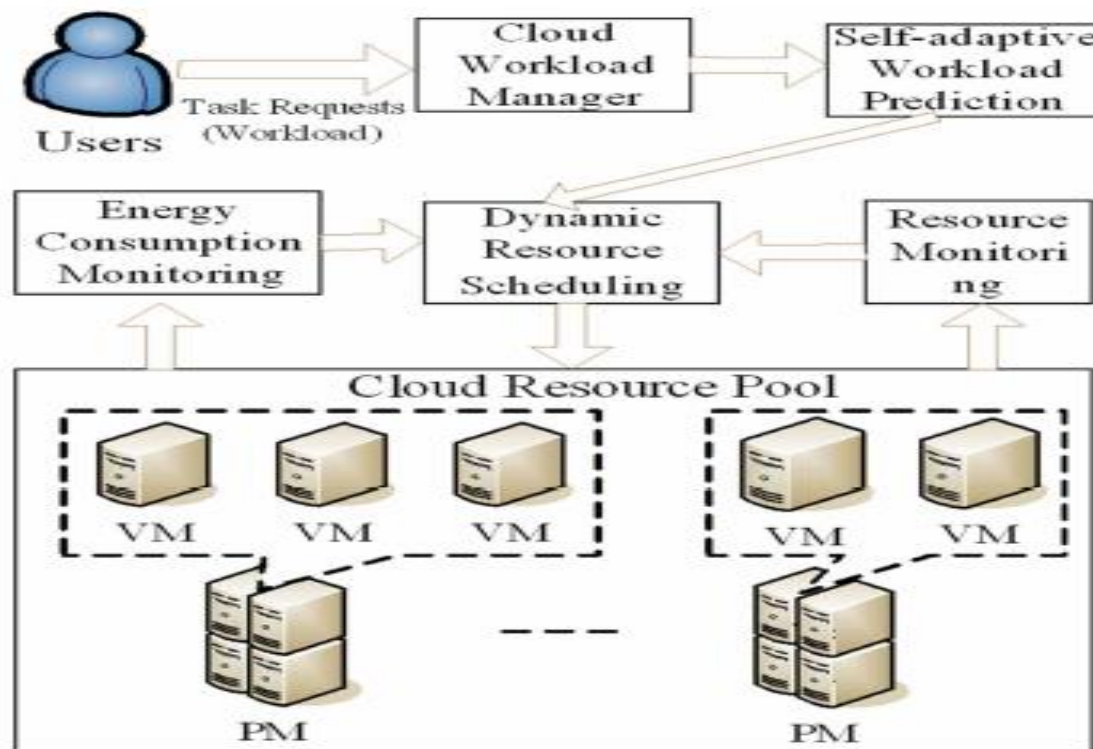 Users
Task Requests
(Workload)
Cloud
Workload
Manager
Self-adaptive
Workload
Prediction
Energy
Consumption
Monitoring
Dynamic
Resource
Scheduling
Resource
Monitori
ng
Cloud Resource Pool
VM
VM
VM
VM
VM
PM
PM